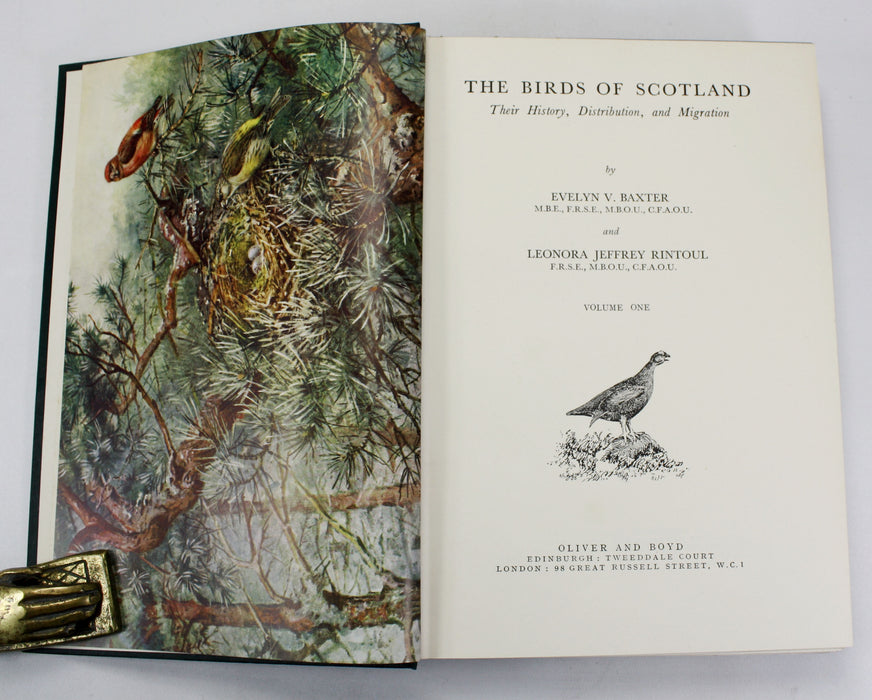 THE BIRDS OF SCOTLAND
Their History, Distribution, and Migration
by
EVELYN V. BAXTER
M.B.E., F.R.S.E., M.B.O.U., C.F.A.O.U.
and
LEONORA JEFFREY RINTOUL
F.R.S.E., M.B.O.U., C.F.A.O.U.
VOLUME ONE
OLIVER AND BOYD
EDINBURGH : TWEEDDALE COURT
LONDON : 98 GREAT RUSSELL STREET, W.C.1